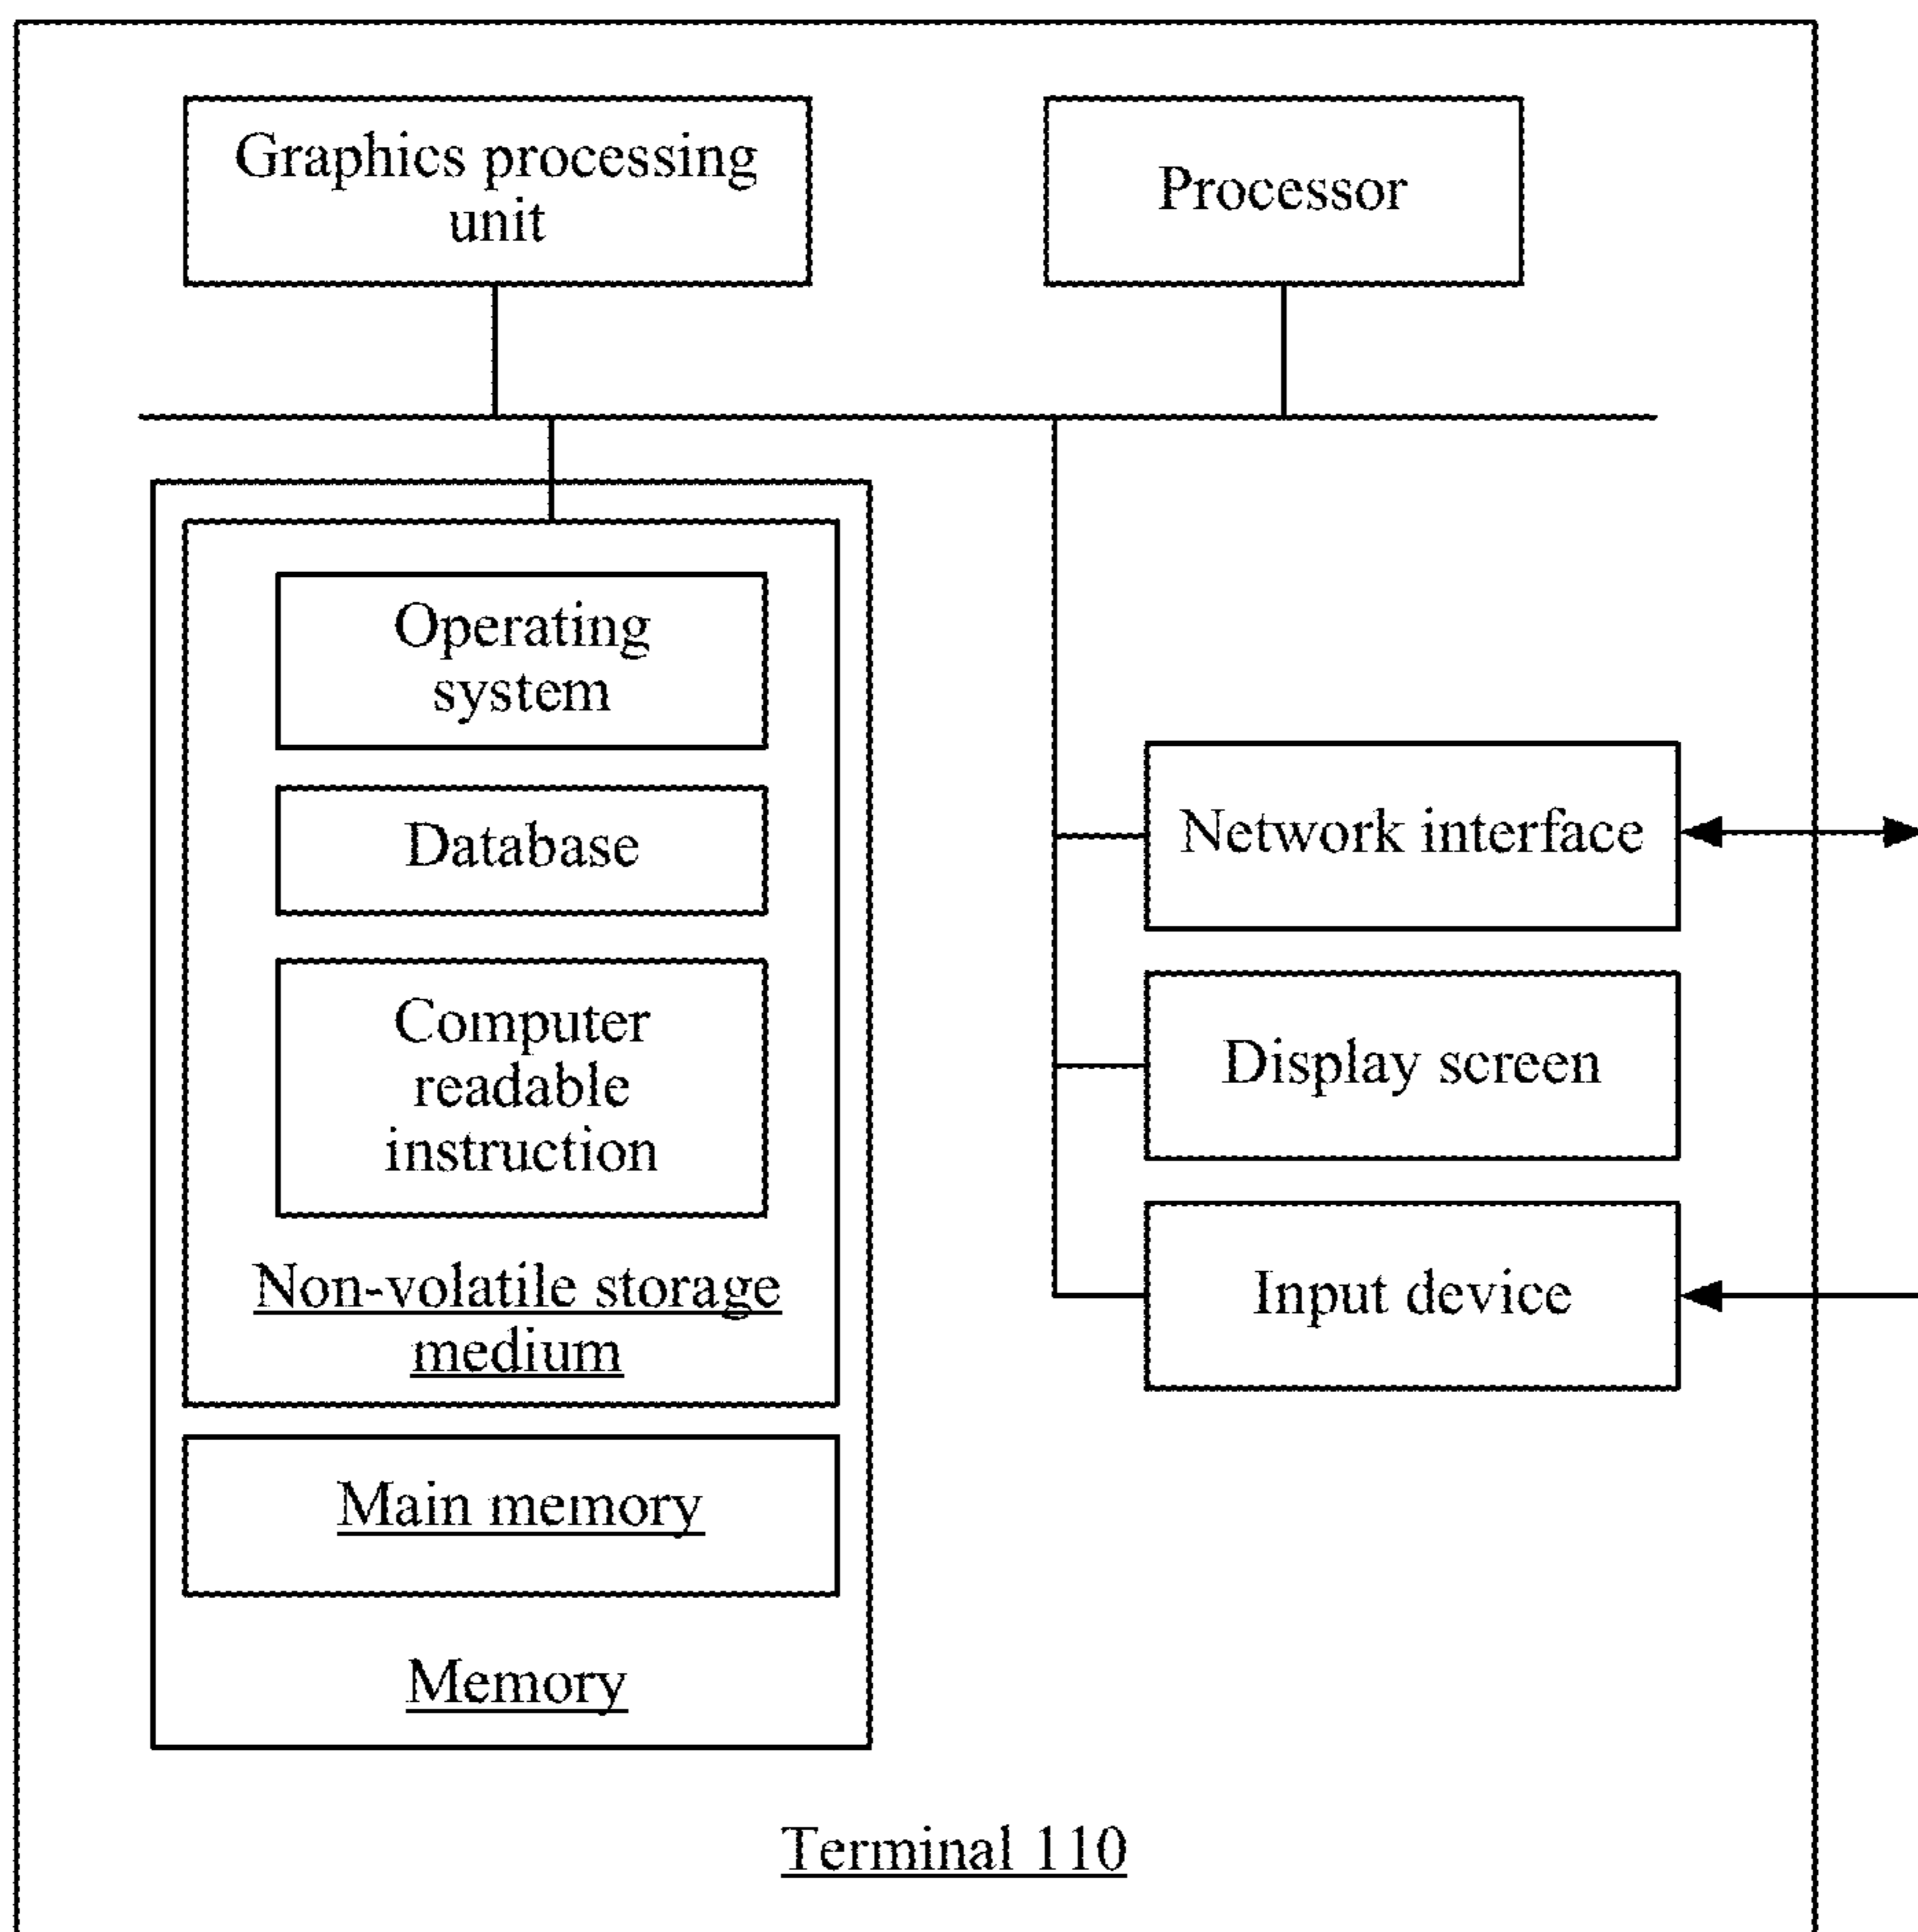 Graphics processing
unit
Processor
Operating
system
Database
Computer
readable
instruction
Non-volatile storage
medium
Main memory
Memory
Network interface
Display screen
Input device
Terminal 110